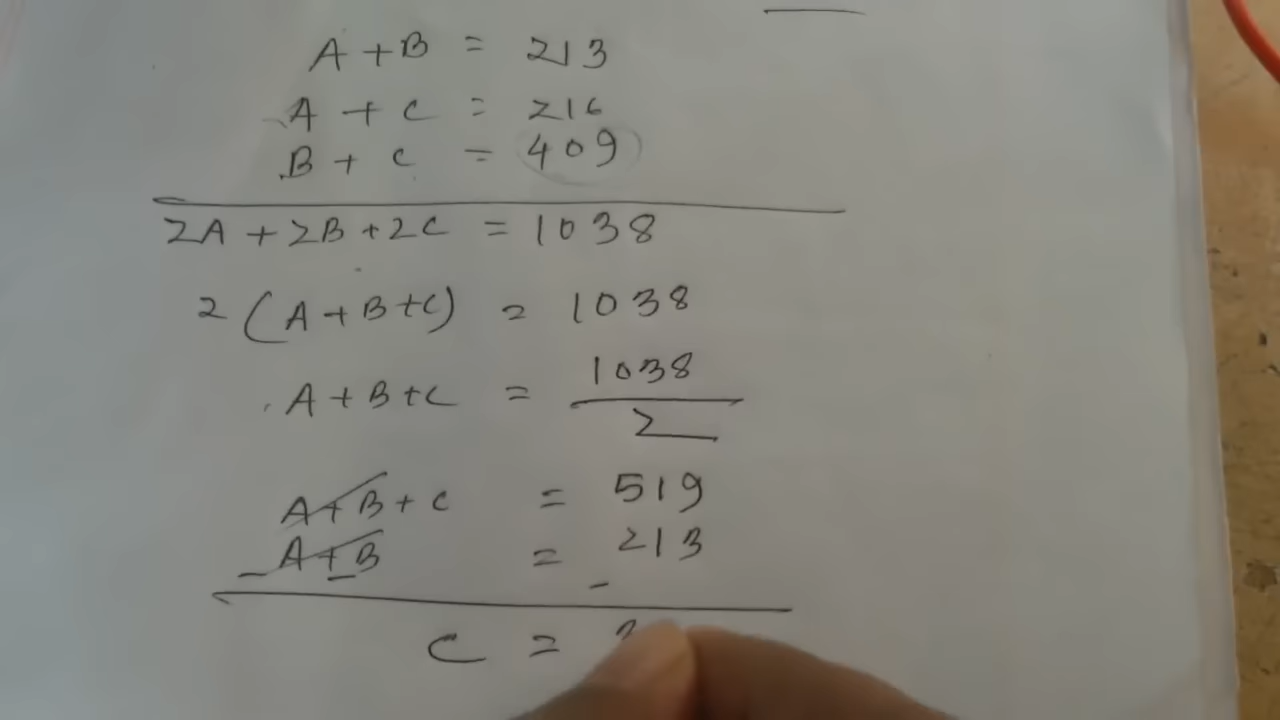 A + B = 213
A + C = 216
B + C = 409
2A + 2B + 2C = 1038
2 (A + B + C) = 1038
A + B + C = 1038
2
A + B + C = 519
- A + B = 213
- -
C =